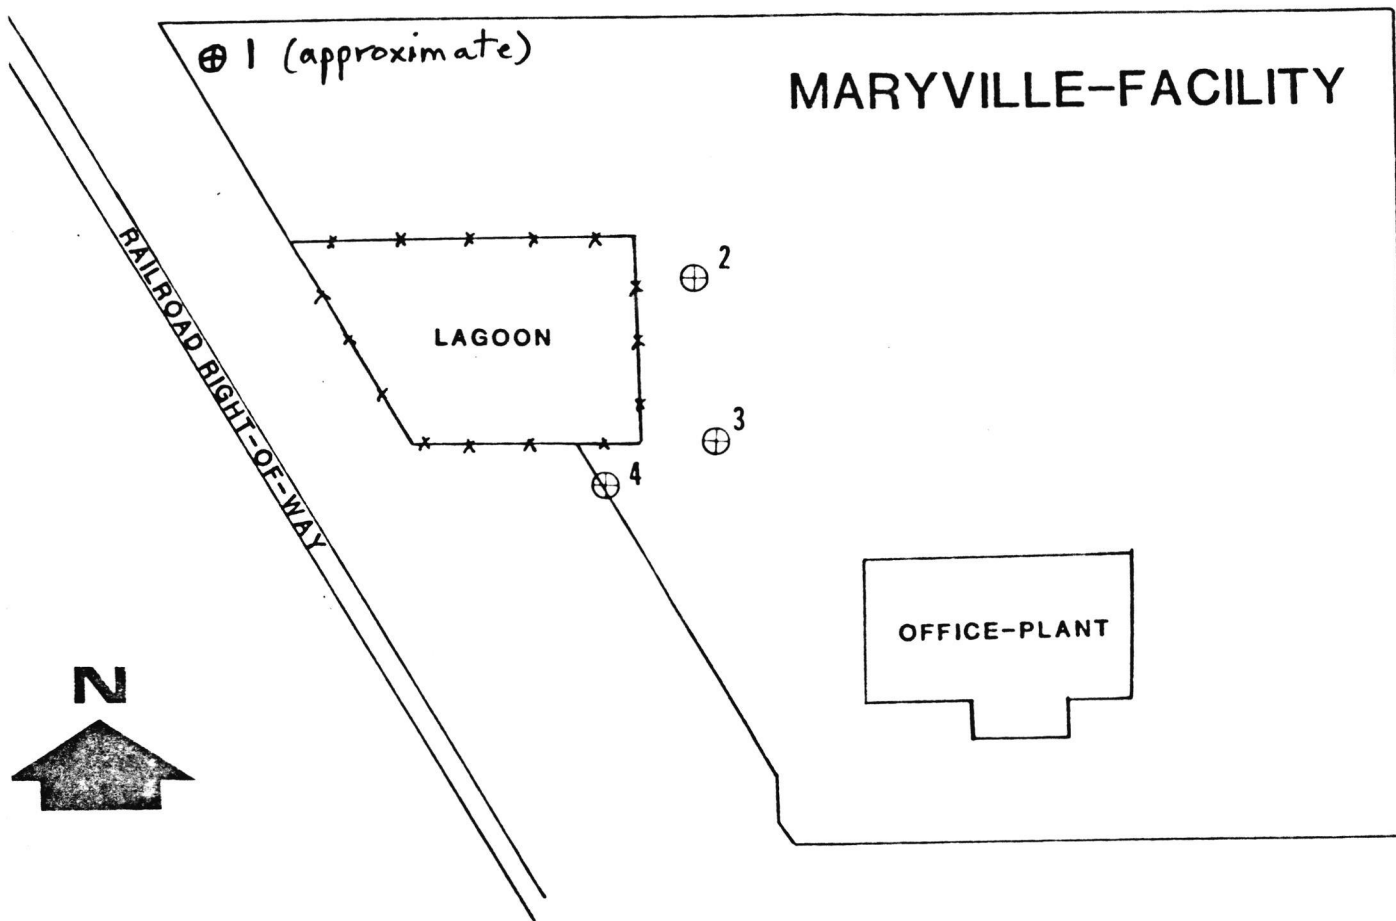 ⊕ 1 (approximate)
MARYVILLE-FACILITY
RAILROAD RIGHT-OF-WAY
2
LAGOON
3
4
OFFICE-PLANT
N